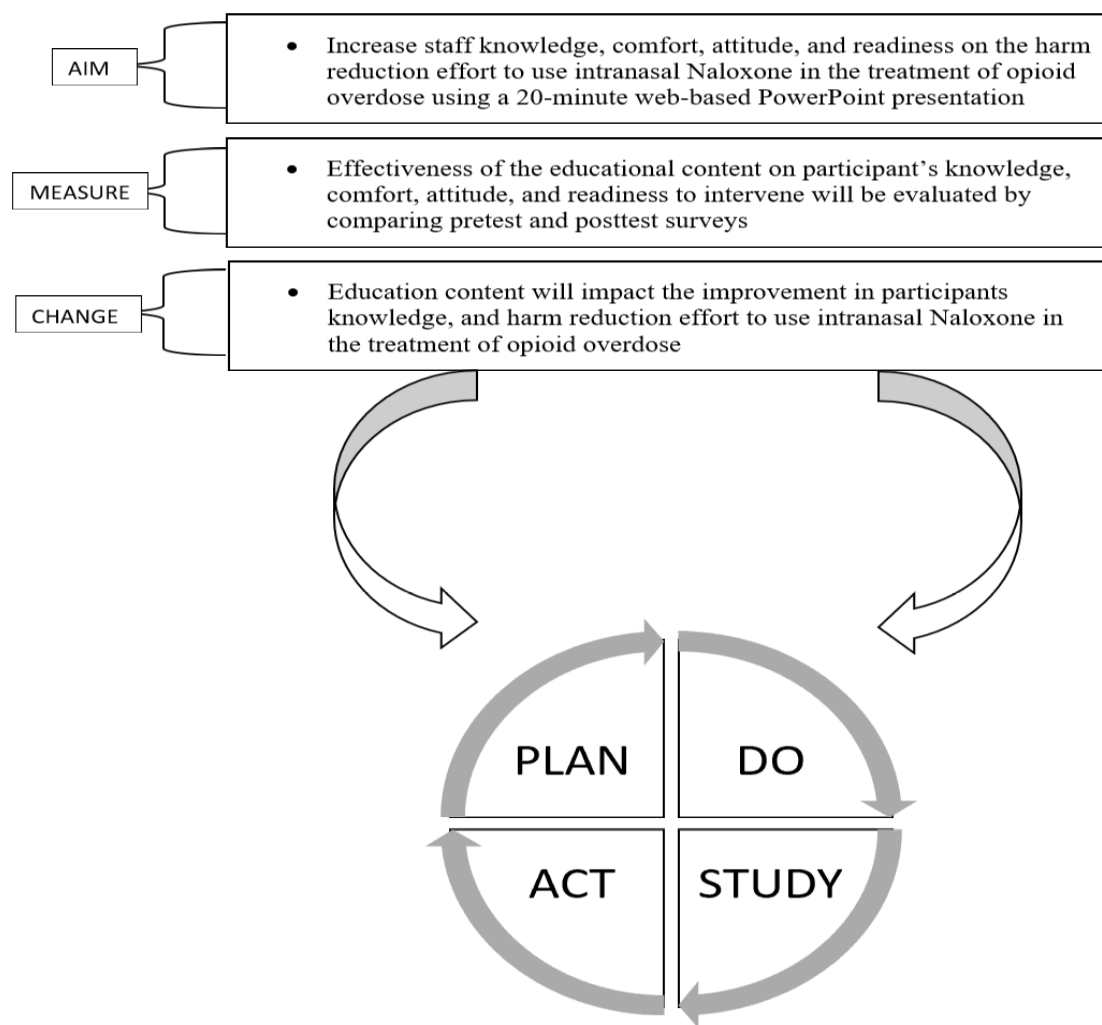 AIM
• Increase staff knowledge, comfort, attitude, and readiness on the harm
reduction effort to use intranasal Naloxone in the treatment of opioid
overdose using a 20-minute web-based PowerPoint presentation
MEASURE
• Effectiveness of the educational content on participant’s knowledge,
comfort, attitude, and readiness to intervene will be evaluated by
comparing pretest and posttest surveys
CHANGE
• Education content will impact the improvement in participants
knowledge, and harm reduction effort to use intranasal Naloxone in
the treatment of opioid overdose
PLAN
DO
ACT
STUDY